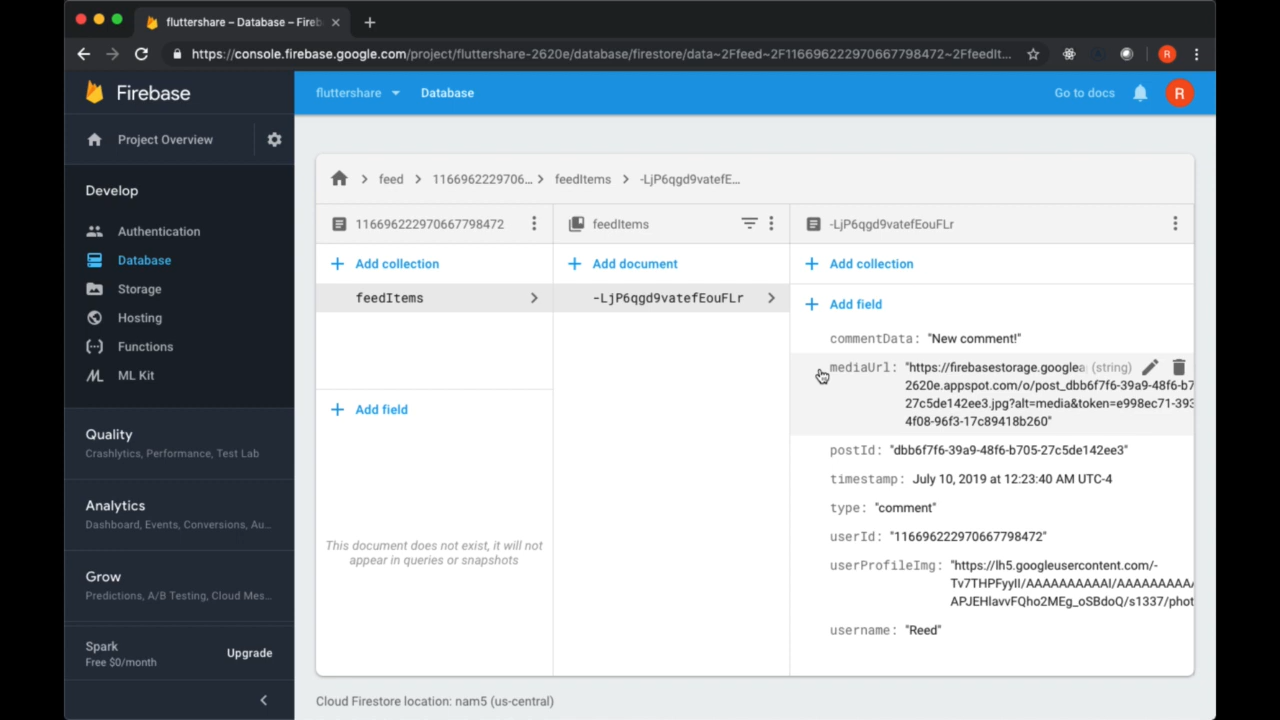 fluttershare – Database – Fireb
https://console.firebase.google.com/project/fluttershare-2620e/database/firestore/data~2Ffeed~2F116696222970667798472~2FfeedIt...
R
Firebase
fluttershare
Database
Go to docs
R
Project Overview
Develop
Authentication
Database
Storage
Hosting
Functions
ML Kit
Quality
Crashlytics, Performance, Test Lab
Analytics
Dashboard, Events, Conversions, Au...
Grow
Predictions, A/B Testing, Cloud Mes...
Spark
Free $0/month
Upgrade
feed
1166962229706...
feedItems
-LjP6qgd9vatefE...
116696222970667798472
Add collection
feedItems
Add field
This document does not exist, it will not
appear in queries or snapshots
feedItems
Add document
-LjP6qgd9vatefEouFLr
-LjP6qgd9vatefEouFLr
Add collection
Add field
commentData: "New comment!"
mediaUrl: "https://firebasestorage.googlea (string)
2620e.appspot.com/o/post_dbb6f7f6-39a9-48f6-b7
27c5de142ee3.jpg?alt=media&token=e998ec71-393
4f08-96f3-17c89418b260"
postId: "dbb6f7f6-39a9-48f6-b705-27c5de142ee3"
timestamp: July 10, 2019 at 12:23:40 AM UTC-4
type: "comment"
userId: "116696222970667798472"
userProfileImg: "https://lh5.googleusercontent.com/-
Tv7THPFyyII/AAAAAAAAAAI/AAAAAAAAA
APJEHlavvFQho2MEg_oSBdoQ/s1337/phot
username: "Reed"
Cloud Firestore location: nam5 (us-central)